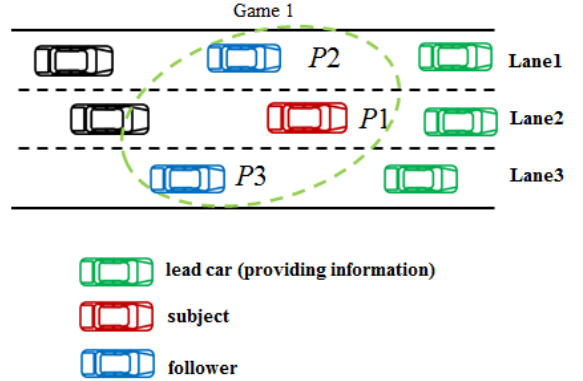 Game 1
P2
Lane1
P1
Lane2
P3
Lane3
lead car (providing information)
subject
follower